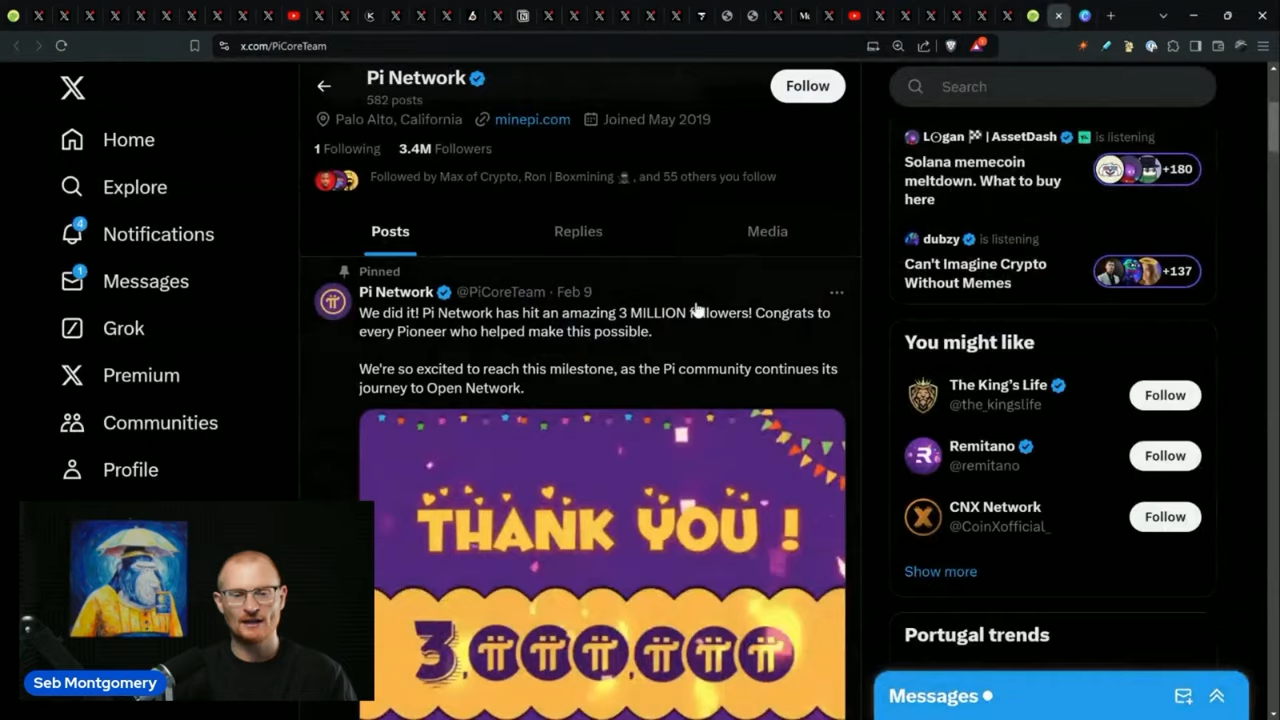 x.com/PiCoreTeam
Home
Explore
4
Notifications
1
Messages
Grok
Premium
Communities
Profile
Pi Network
582 posts
Follow
Palo Alto, California
minepi.com
Joined May 2019
1 Following
3.4M Followers
Followed by Max of Crypto, Ron | Boxmining, and 55 others you follow
Posts
Replies
Media
Pinned
Pi Network @PiCoreTeam · Feb 9
We did it! Pi Network has hit an amazing 3 MILLION followers! Congrats to
every Pioneer who helped make this possible.
We're so excited to reach this milestone, as the Pi community continues its
journey to Open Network.
THANK YOU !
3,πππ,πππ
Search
L⊙gan | AssetDash is listening
Solana memecoin
meltdown. What to buy
here
+180
dubzy is listening
Can't Imagine Crypto
Without Memes
+137
You might like
The King's Life
@the_kingslife
Follow
Remitano
@remitano
Follow
CNX Network
@CoinXofficial_
Follow
Show more
Portugal trends
Messages
Seb Montgomery